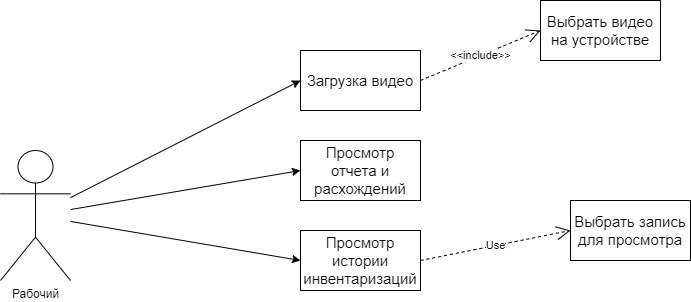 Выбрать видео
на устройстве
<<include>>
Загрузка видео
Просмотр
отчета и
расхождений
Выбрать запись
для просмотра
Use
Просмотр
истории
инвентаризаций
Рабочий